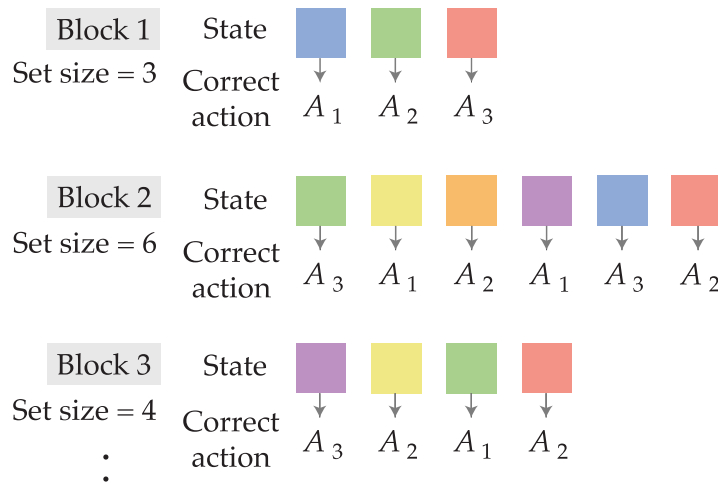 Block 1 State
Set size = 3 Correct
action A 1 A 2 A 3
Block 2 State
Set size = 6 Correct
action A 3 A 1 A 2 A 1 A 3 A 2
Block 3 State
Set size = 4 Correct
action A 3 A 2 A 1 A 2
: